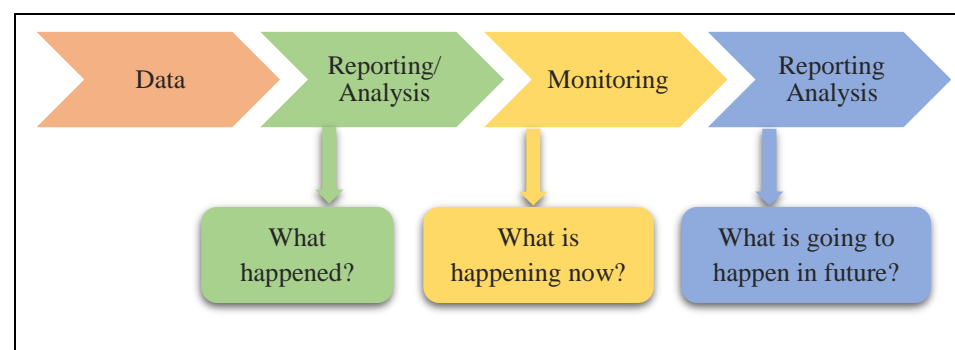 Data
Reporting/
Analysis
Monitoring
Reporting
Analysis
What
happened?
What is
happening now?
What is going to
happen in future?